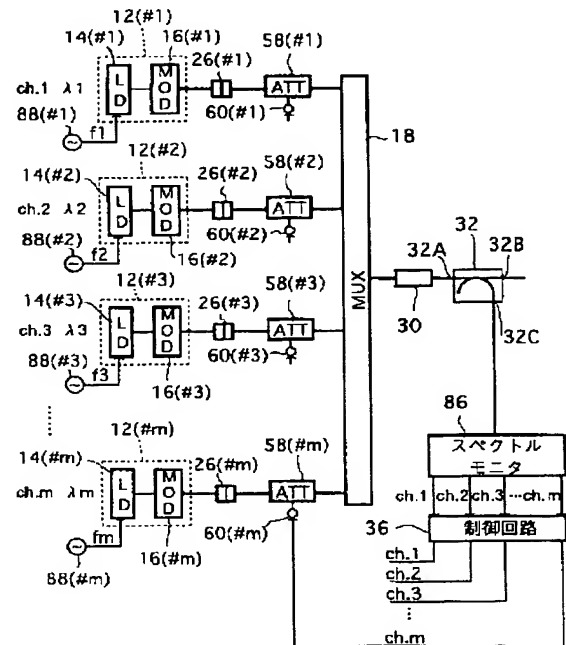 12(#1)
14(#1)
16(#1)
26(#1)
58(#1)
ch.1 λ1
LD
MOD
ATT
60(#1)
18
88(#1)
f1
12(#2)
14(#2)
26(#2)
58(#2)
ch.2 λ2
LD
MOD
ATT
60(#2)
88(#2)
f2
16(#2)
12(#3)
14(#3)
26(#3)
58(#3)
ch.3 λ3
LD
MOD
ATT
60(#3)
88(#3)
f3
16(#3)
MUX
30
32
32A
32B
32C
12(#m)
14(#m)
26(#m)
58(#m)
ch.m λm
LD
MOD
ATT
60(#m)
88(#m)
fm
16(#m)
86
スペクトル
モニタ
ch.1 ch.2 ch.3 …ch.m
36
制御回路
ch.1
ch.2
ch.3
ch.m